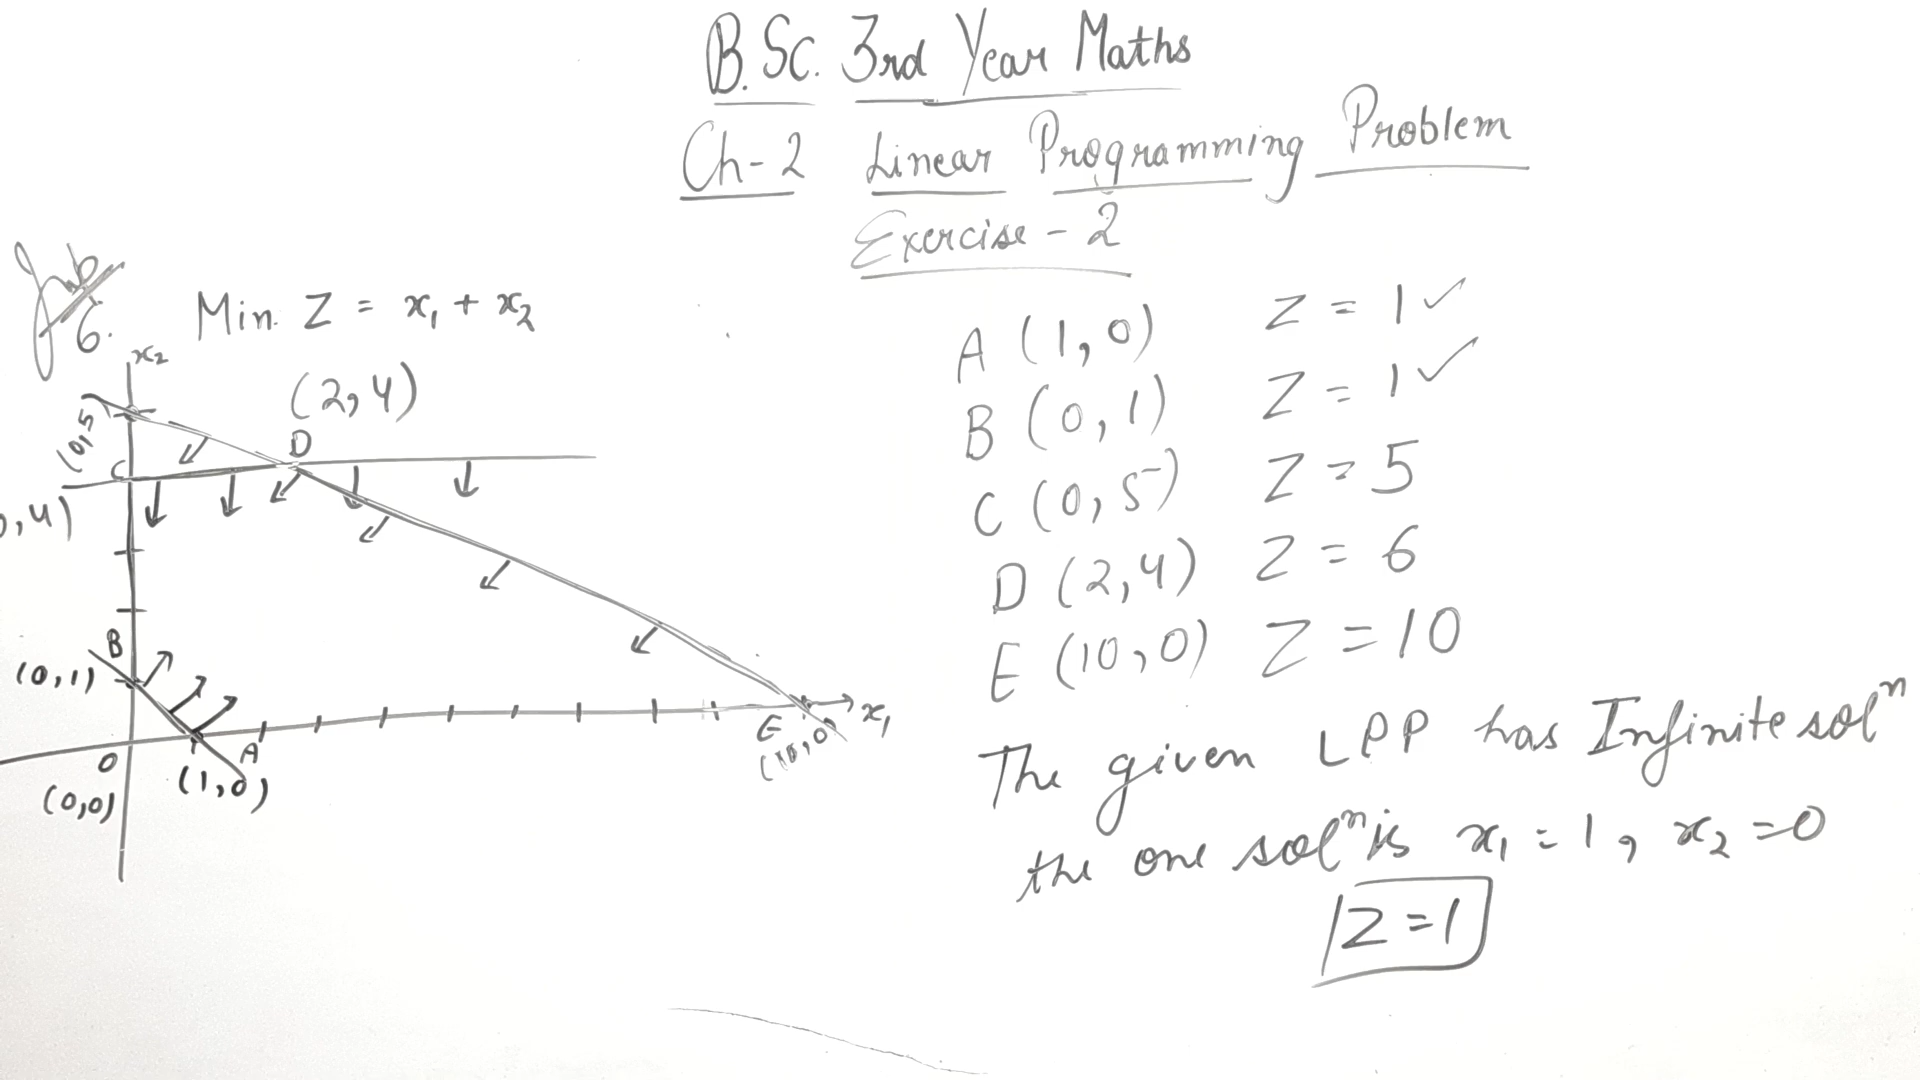 B.Sc. 3rd Year Maths
Ch-2 Linear Programming Problem
Exercise - 2
6. Min. Z = x₁ + x₂
x₂
(2,4)
D
(0,5
C
0,4)
B
(0,1)
O
(0,0)
A
(1,0)
E
(10,0)
x₁
A (1,0) Z = 1 ✓
B (0,1) Z = 1 ✓
C (0,5) Z = 5
D (2,4) Z = 6
E (10,0) Z = 10
The given LPP has Infinite solⁿ
the one solⁿ is x₁ = 1, x₂ = 0
Z = 1